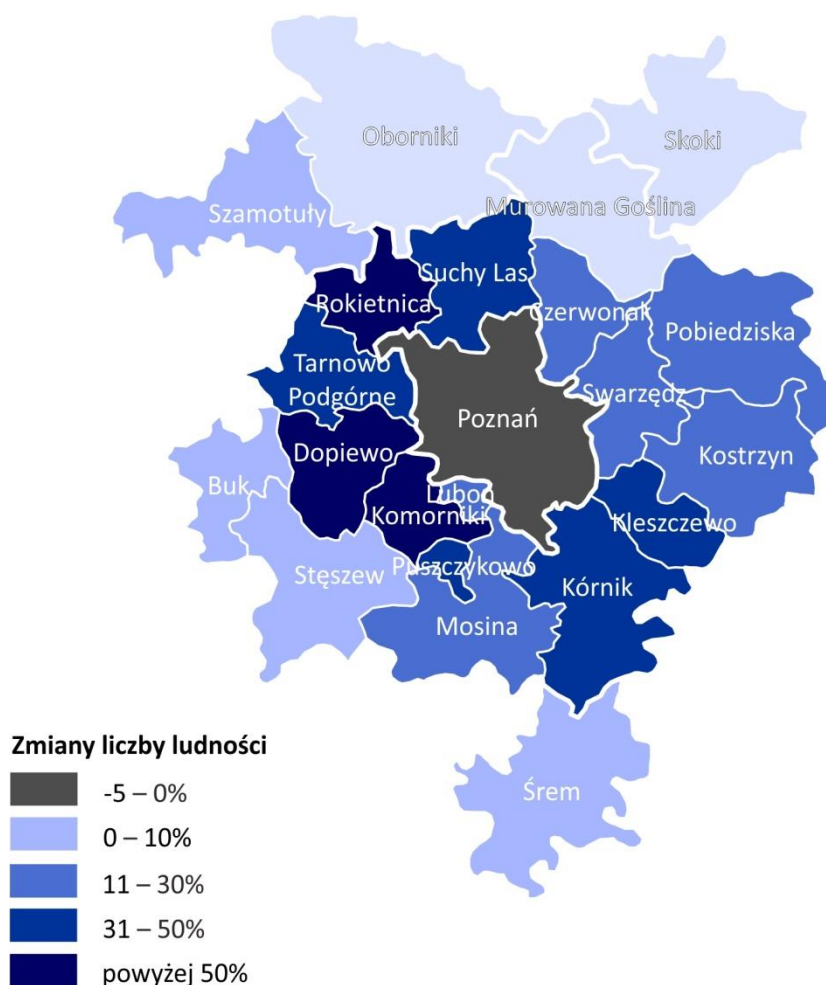 Oborniki
Skoki
Murowana Goślina
Szamotuły
Suchy Las
Rokietnica
Czerwonak
Pobiedziska
Tarnowo
Podgórne
Swarzędz
Poznań
Dopiewo
Kostrzyn
Buk
Luboń
Komorniki
Kleszczewo
Puszczykowo
Stęszew
Kórnik
Mosina
Śrem
Zmiany liczby ludności
-5 – 0%
0 – 10%
11 – 30%
31 – 50%
powyżej 50%